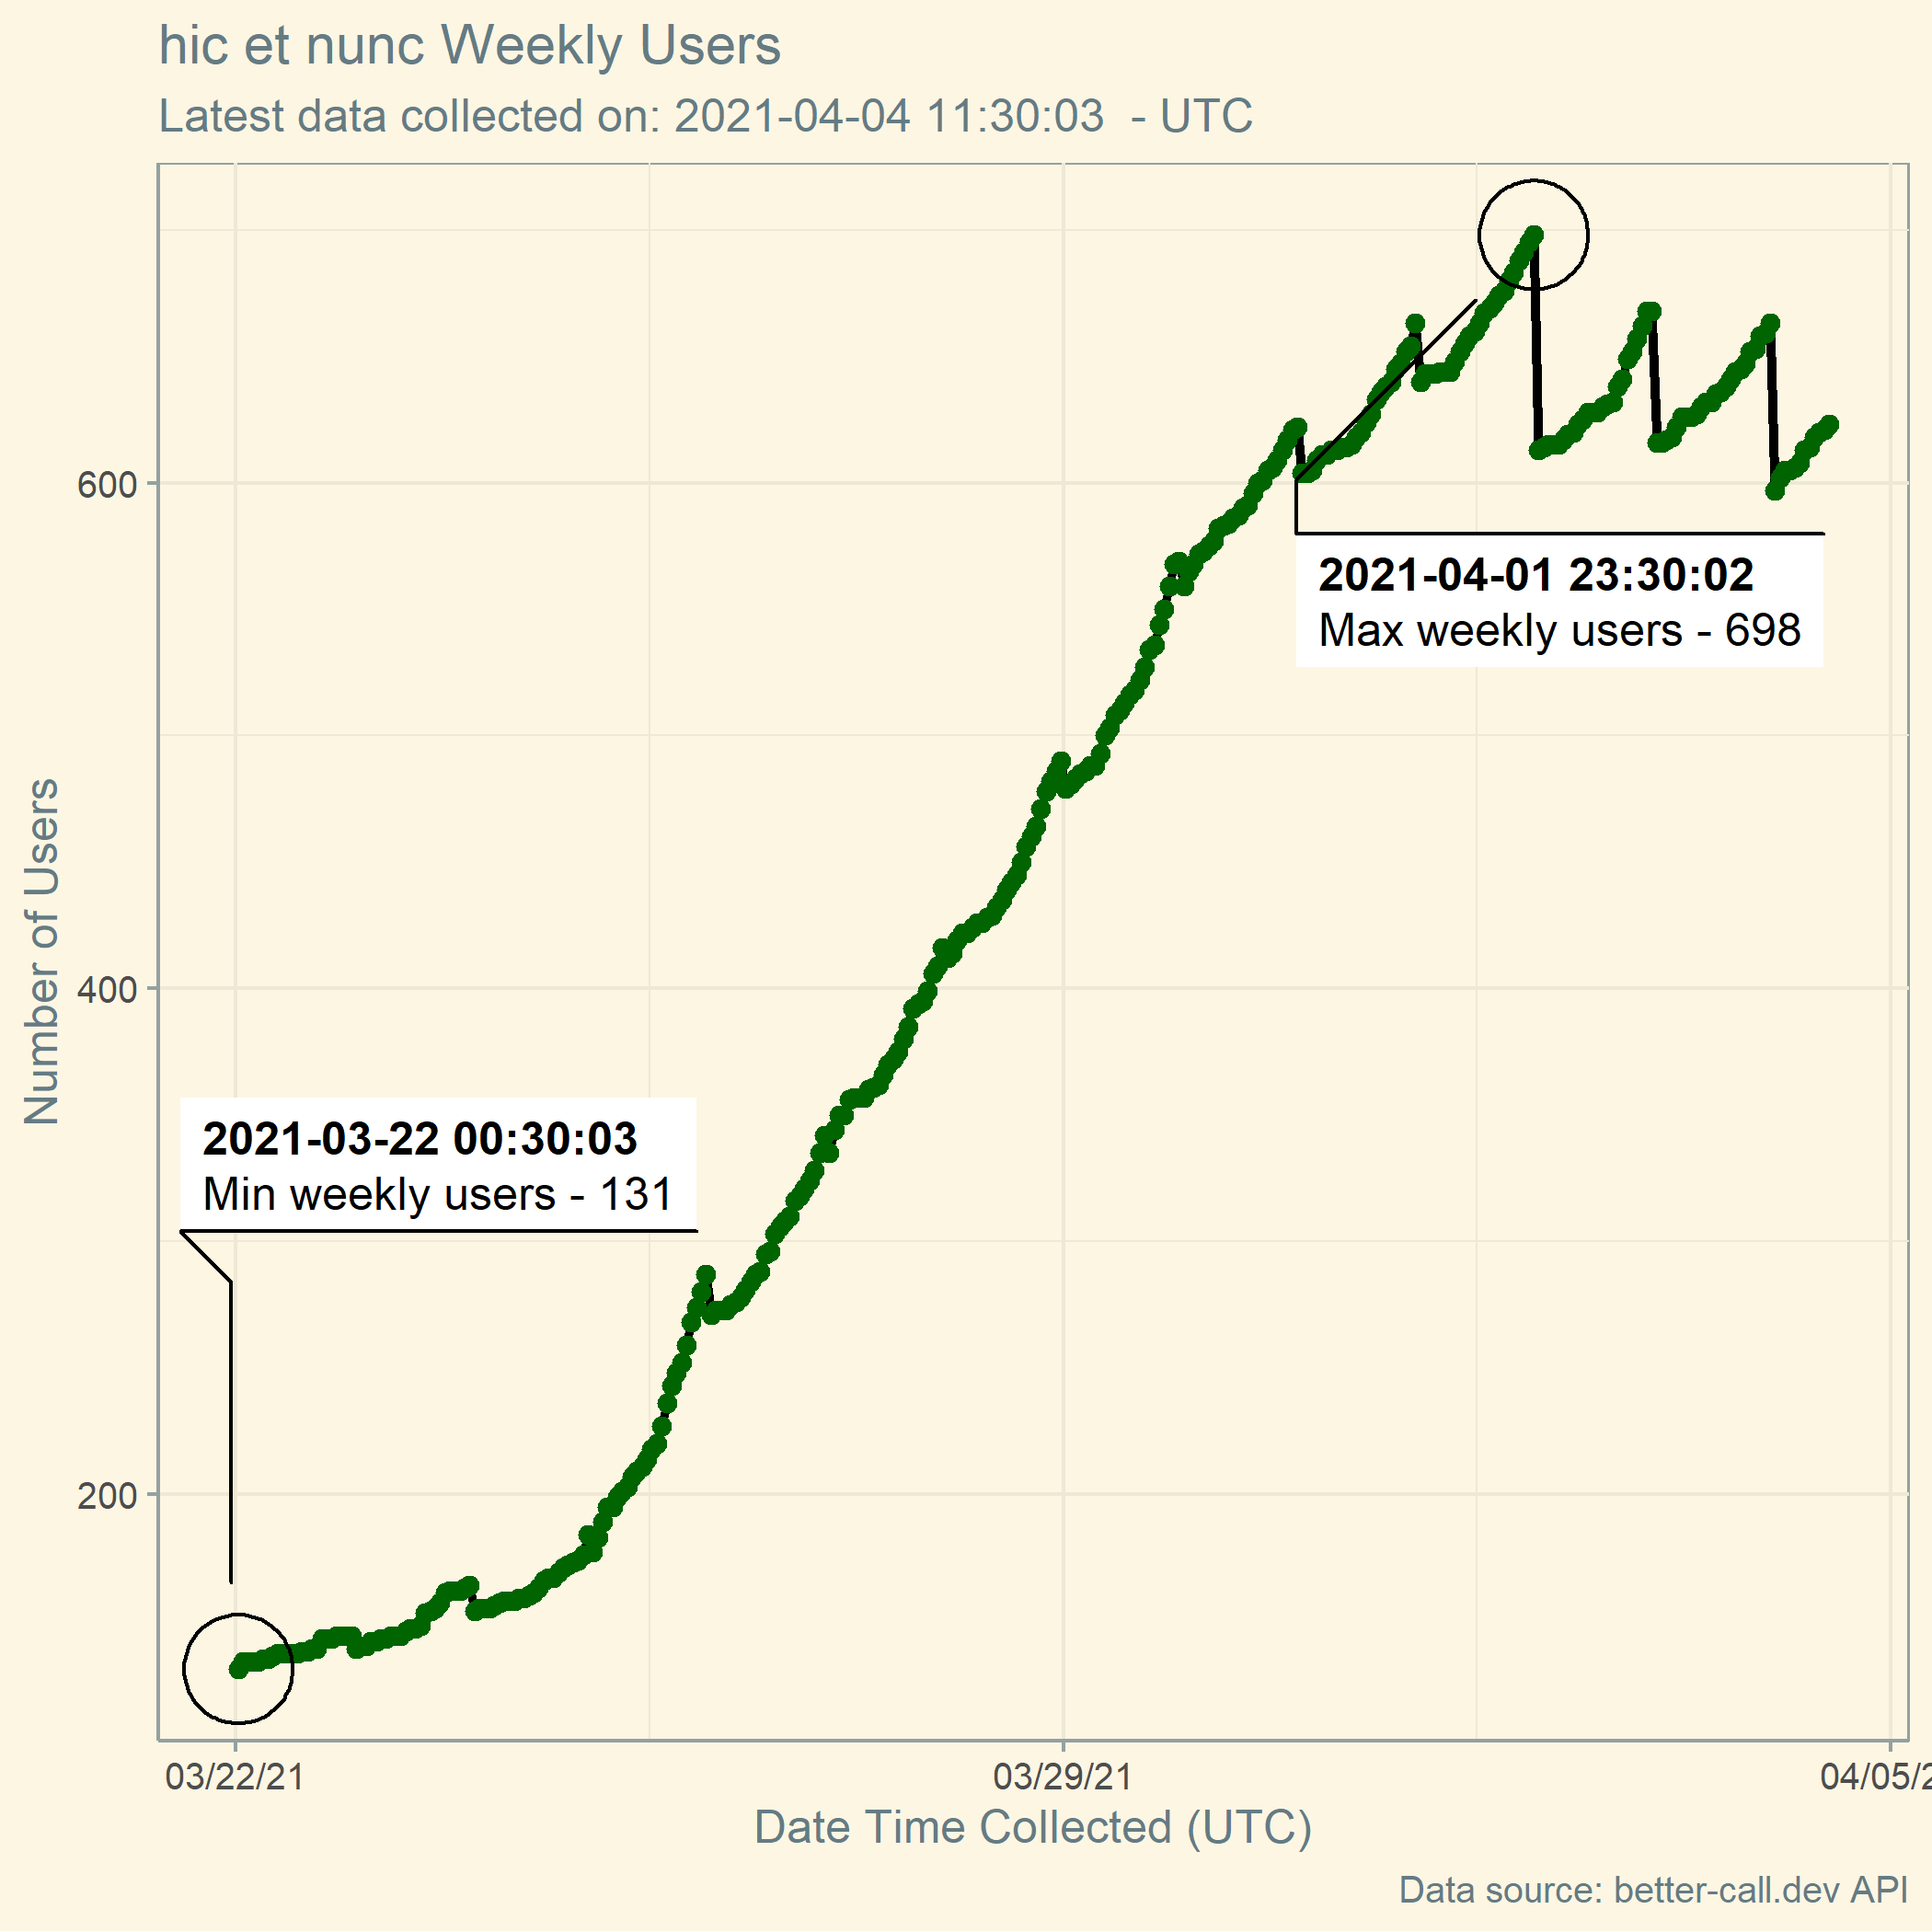 hic et nunc Weekly Users
Latest data collected on: 2021-04-04 11:30:03  - UTC
Number of Users
600
400
200
2021-04-01 23:30:02
Max weekly users - 698
2021-03-22 00:30:03
Min weekly users - 131
03/22/21
03/29/21
04/05/2
Date Time Collected (UTC)
Data source: better-call.dev API